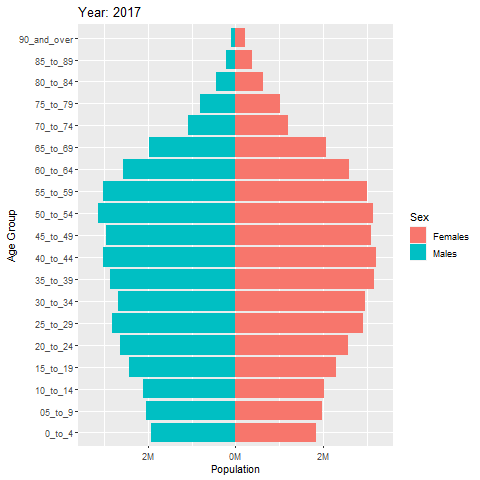 Year: 2017
90_and_over
85_to_89
80_to_84
75_to_79
70_to_74
65_to_69
60_to_64
55_to_59
50_to_54
45_to_49
40_to_44
35_to_39
30_to_34
25_to_29
20_to_24
15_to_19
10_to_14
05_to_9
0_to_4
Age Group
2M 0M 2M
Population
Sex
Females
Males